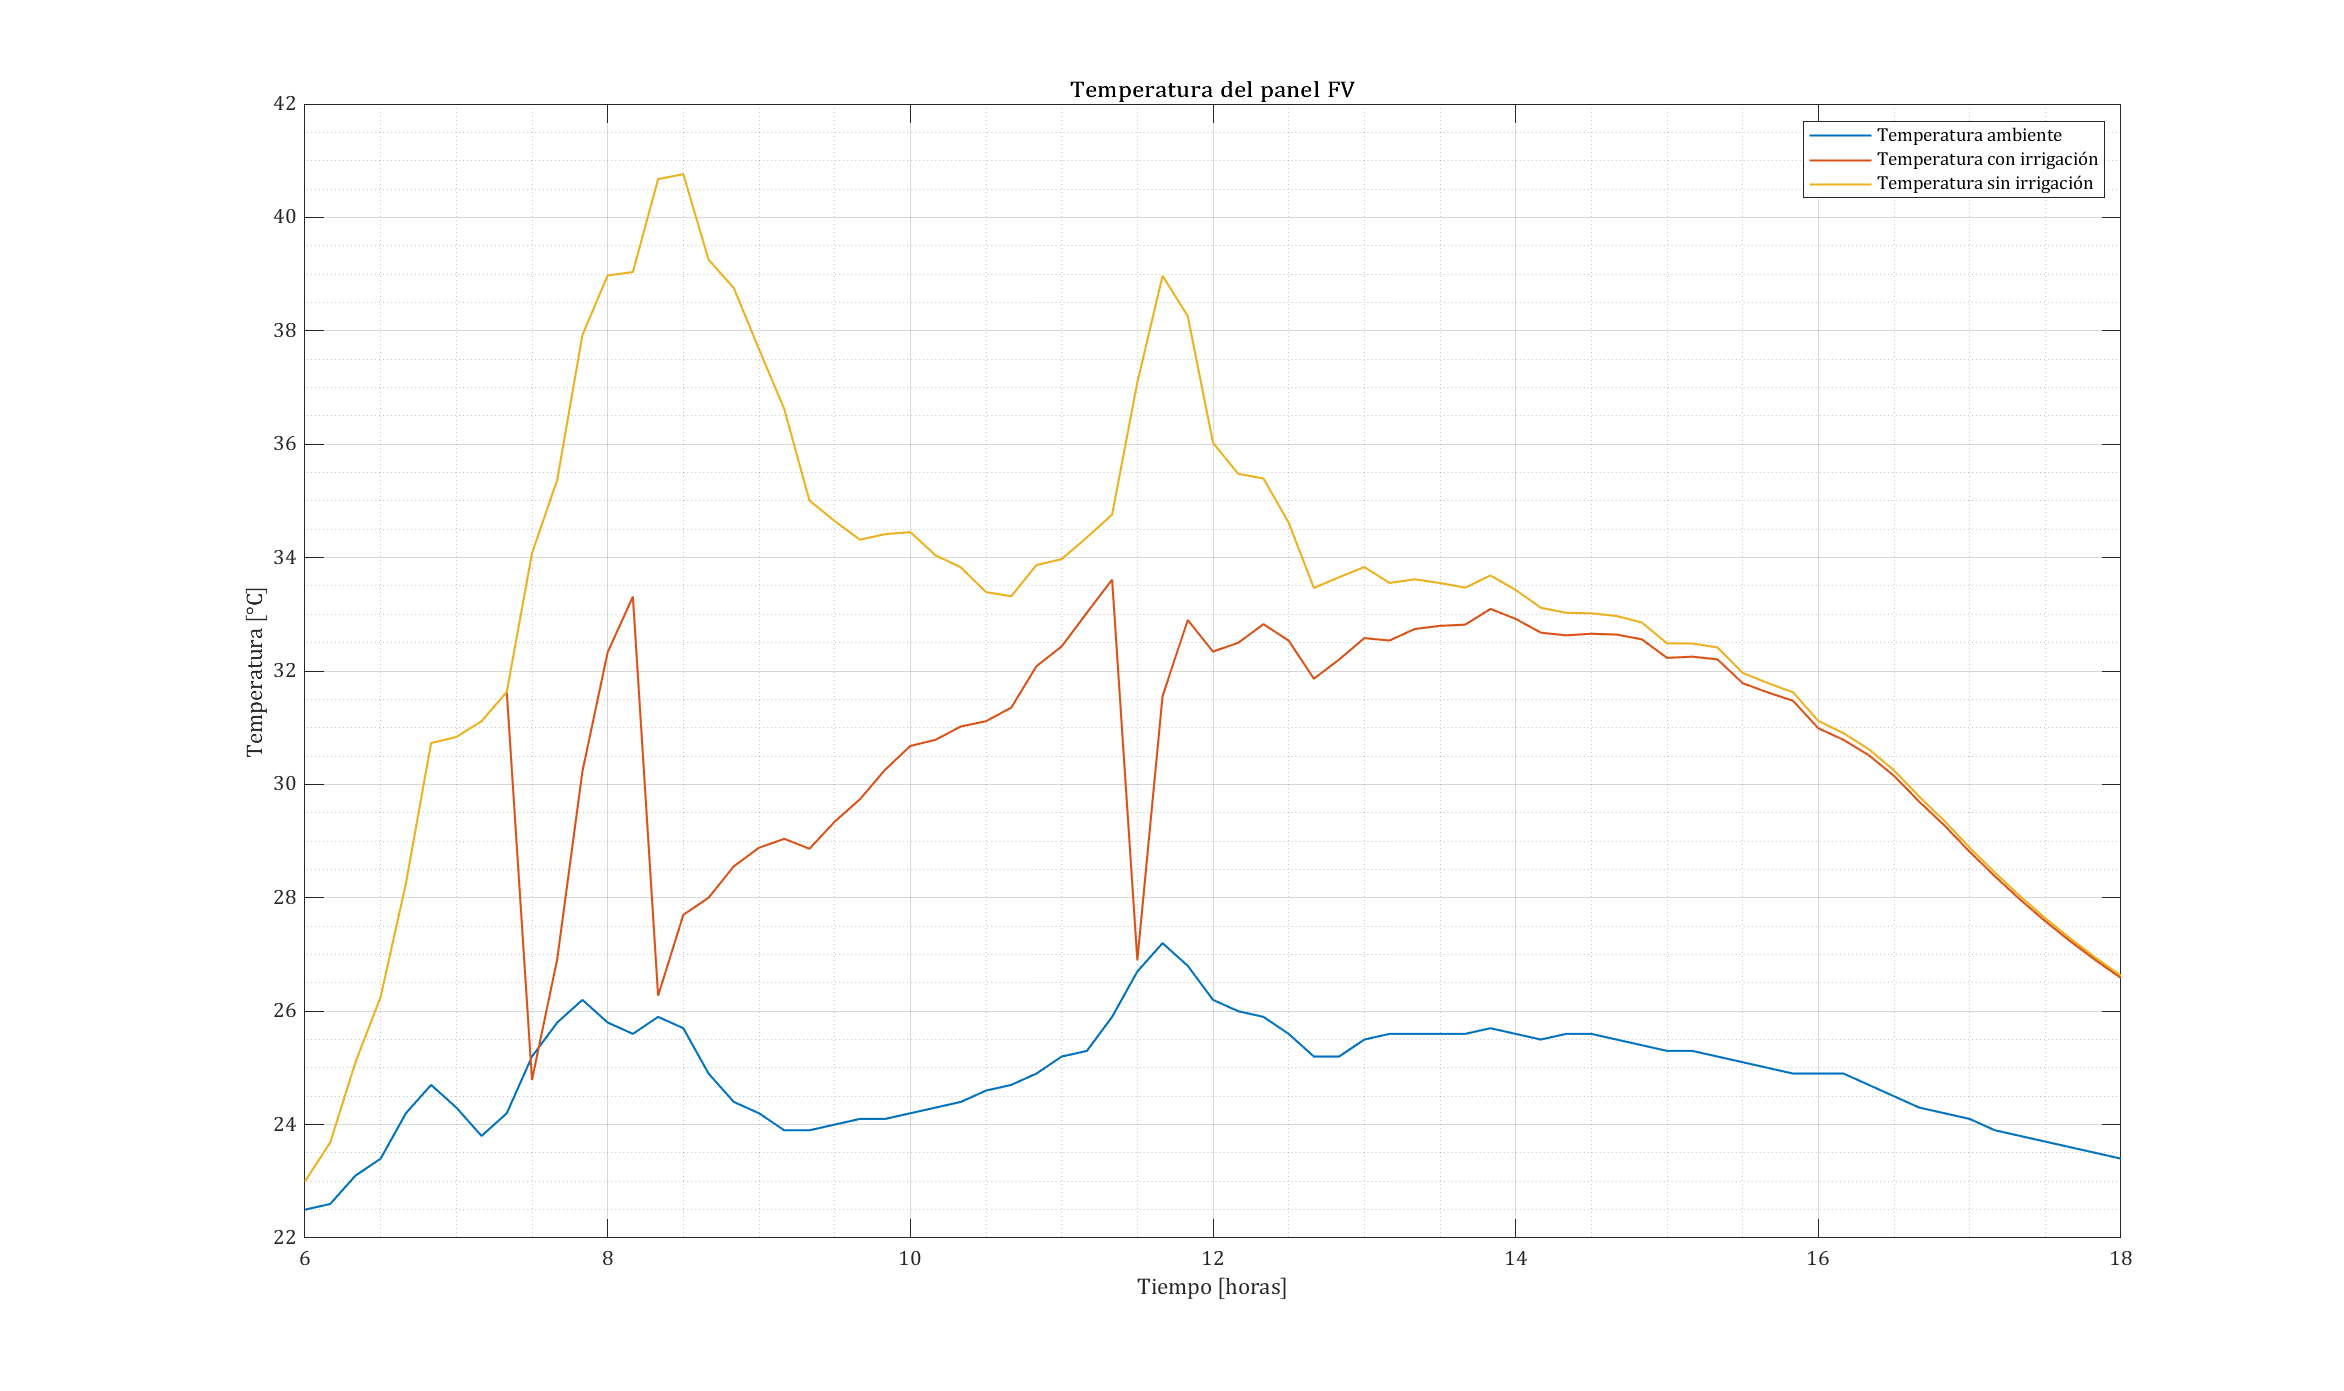 Temperatura del panel FV
Temperatura ambiente
Temperatura con irrigación
Temperatura sin irrigación
Temperatura [°C]
42
40
38
36
34
32
30
28
26
24
22
6 8 10 12 14 16 18
Tiempo [horas]